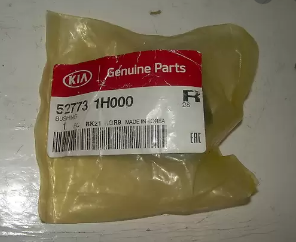 KIA Genuine Parts
52773 1H000
R
BUSHING
MADE IN KOREA
EAC